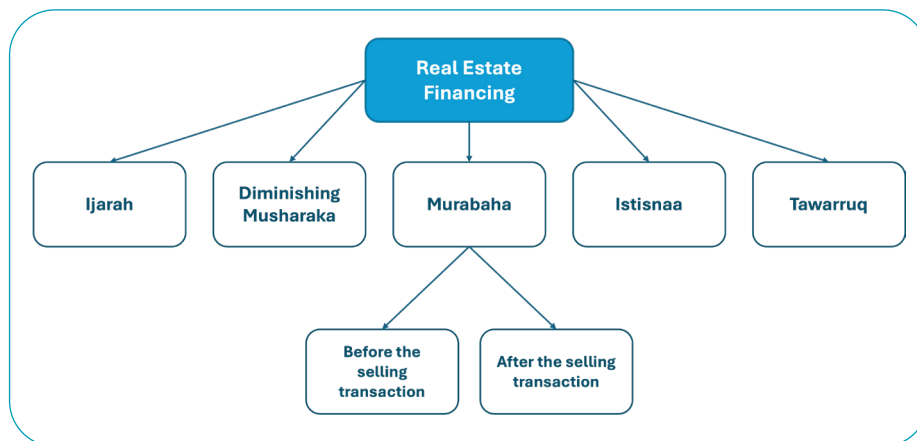 Real Estate
Financing
Ijarah
Diminishing
Musharaka
Murabaha
Istisnaa
Tawarruq
Before the
selling
transaction
After the selling
transaction